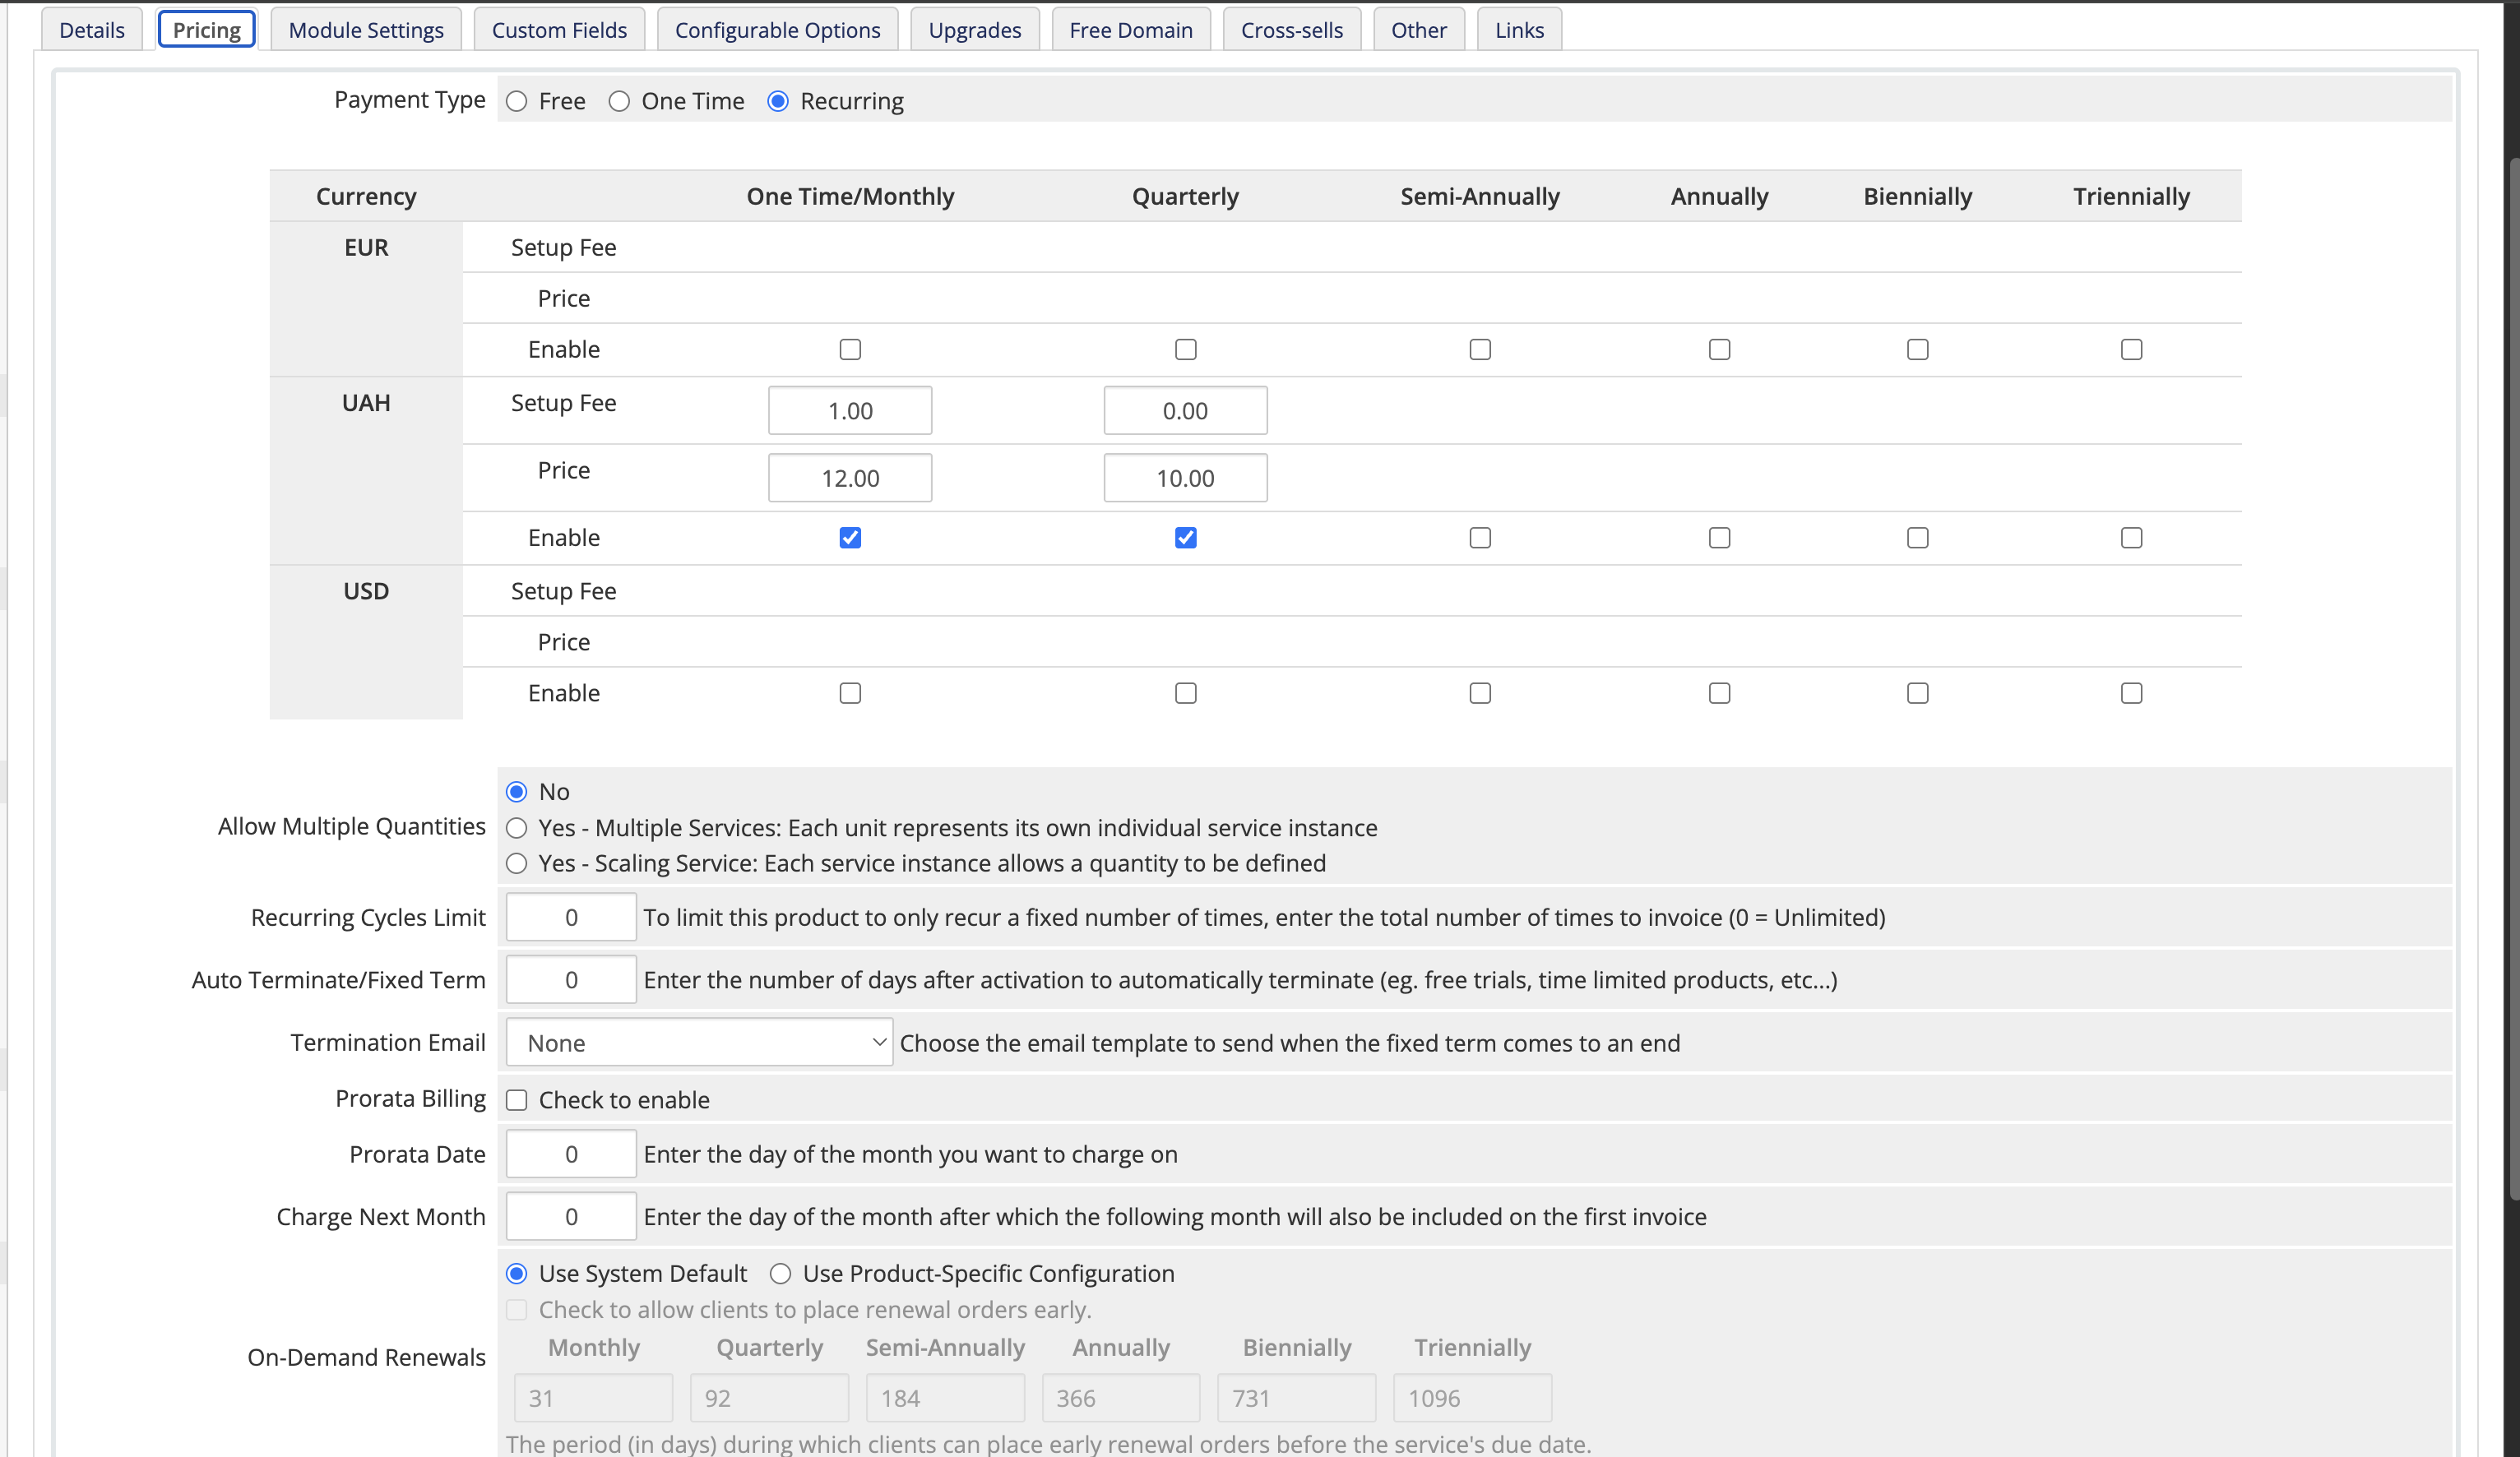 Details Pricing Module Settings Custom Fields Configurable Options Upgrades Free Domain Cross-sells Other Links
Payment Type Free One Time Recurring
Currency One Time/Monthly Quarterly Semi-Annually Annually Biennially Triennially
EUR Setup Fee
Price
Enable
UAH Setup Fee 1.00 0.00
Price 12.00 10.00
Enable
USD Setup Fee
Price
Enable
No
Allow Multiple Quantities Yes - Multiple Services: Each unit represents its own individual service instance
Yes - Scaling Service: Each service instance allows a quantity to be defined
Recurring Cycles Limit 0 To limit this product to only recur a fixed number of times, enter the total number of times to invoice (0 = Unlimited)
Auto Terminate/Fixed Term 0 Enter the number of days after activation to automatically terminate (eg. free trials, time limited products, etc...)
Termination Email None Choose the email template to send when the fixed term comes to an end
Prorata Billing Check to enable
Prorata Date 0 Enter the day of the month you want to charge on
Charge Next Month 0 Enter the day of the month after which the following month will also be included on the first invoice
Use System Default Use Product-Specific Configuration
Check to allow clients to place renewal orders early.
Monthly Quarterly Semi-Annually Annually Biennially Triennially
On-Demand Renewals
31 92 184 366 731 1096
The period (in days) during which clients can place early renewal orders before the service's due date.